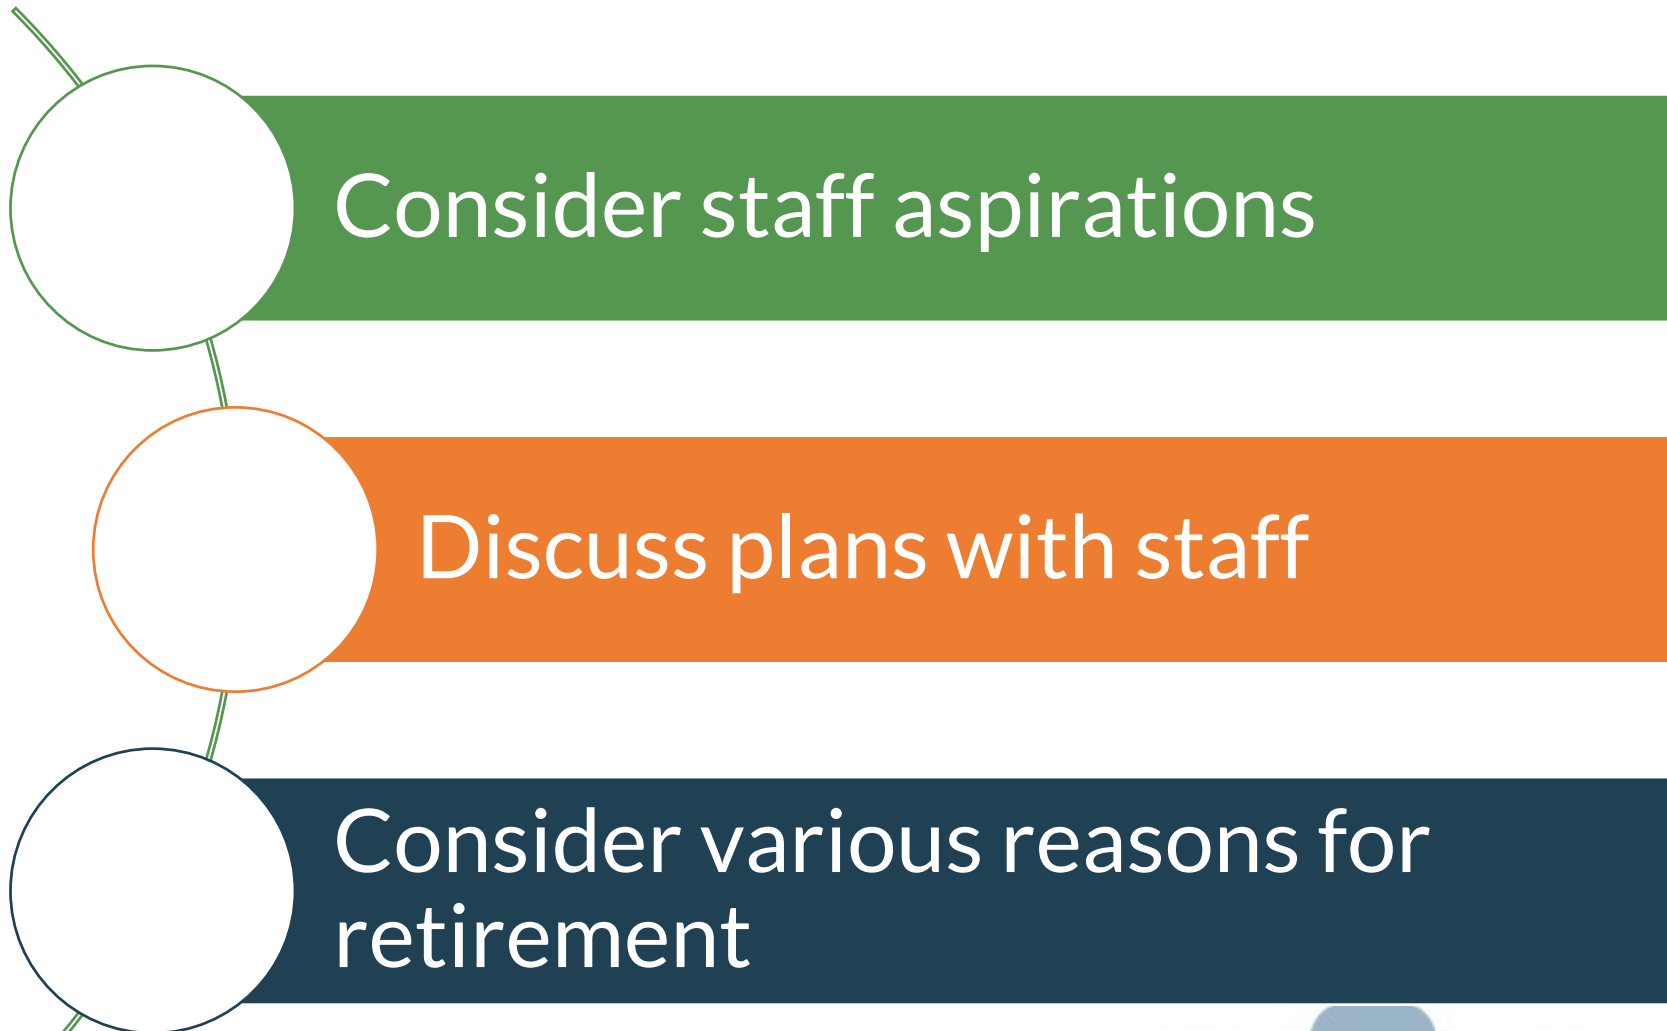 Consider staff aspirations
Discuss plans with staff
Consider various reasons for
retirement